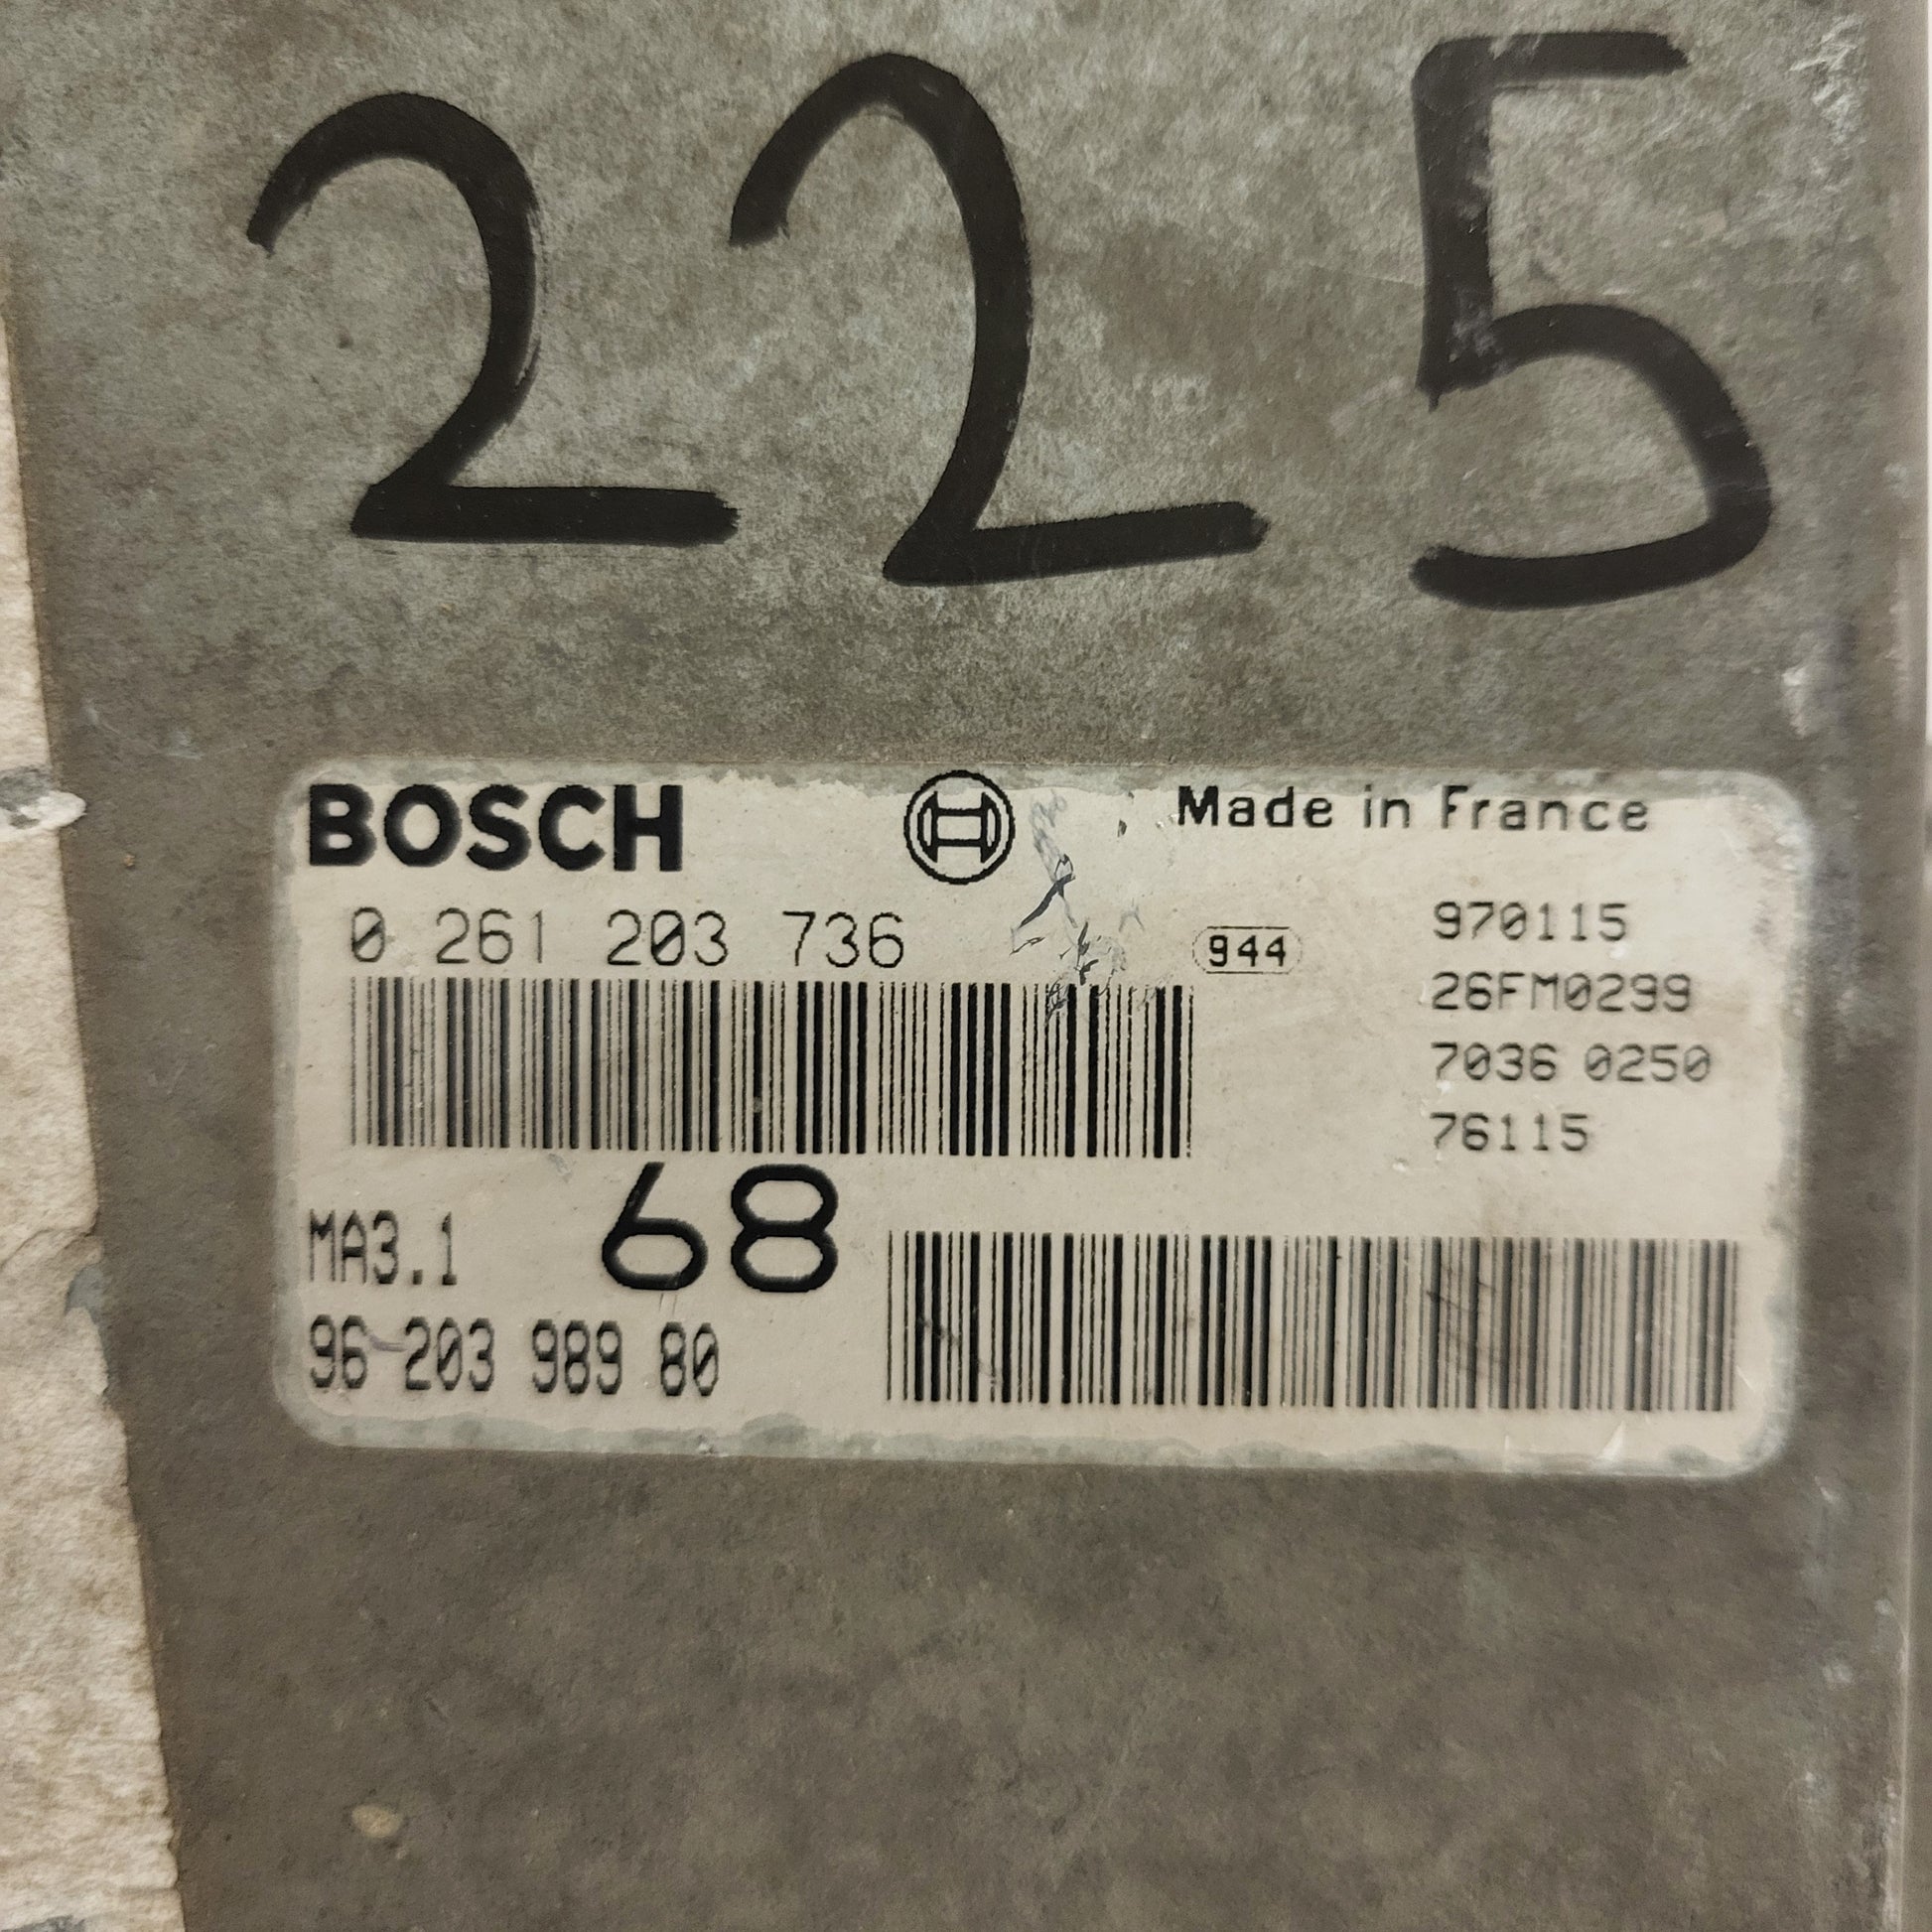 225
BOSCH
Made in France
0 261 203 736
944
970115
26FM0299
7036 0250
76115
MA3.1
68
96 203 989 80